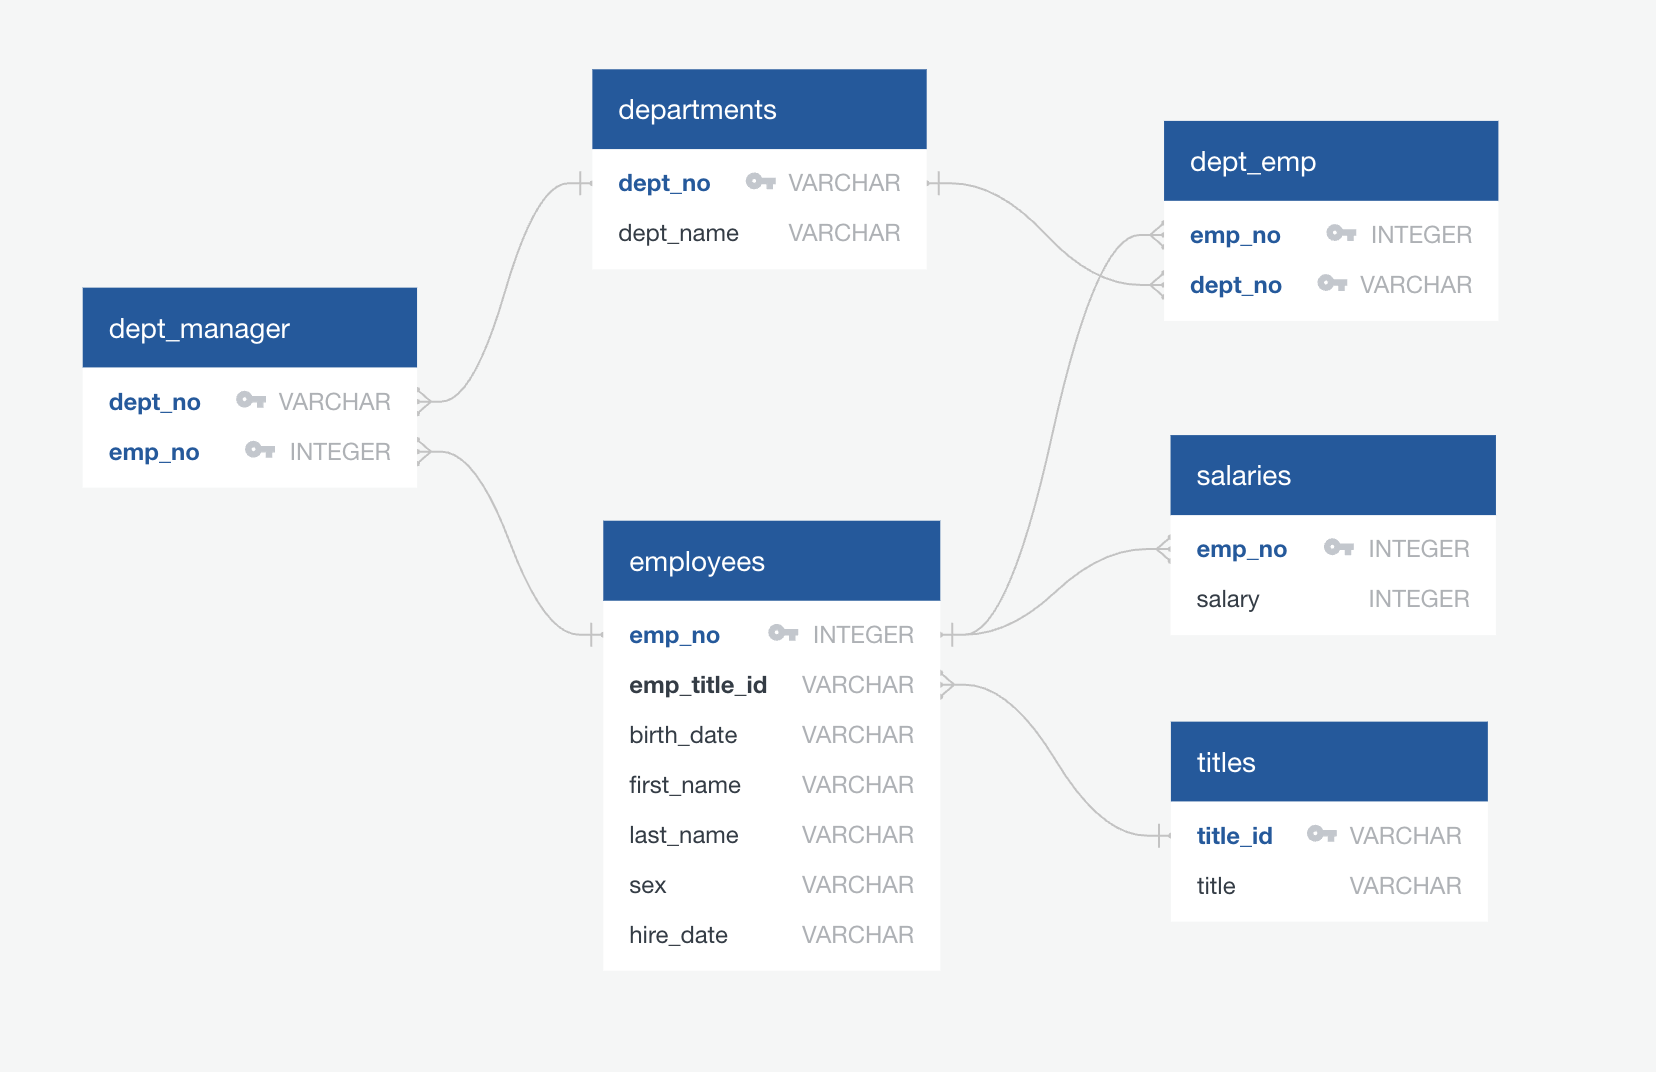 departments
dept_no VARCHAR
dept_name VARCHAR
dept_emp
emp_no INTEGER
dept_no VARCHAR
dept_manager
dept_no VARCHAR
emp_no INTEGER
salaries
emp_no INTEGER
salary INTEGER
employees
emp_no INTEGER
emp_title_id VARCHAR
birth_date VARCHAR
first_name VARCHAR
last_name VARCHAR
sex VARCHAR
hire_date VARCHAR
titles
title_id VARCHAR
title VARCHAR